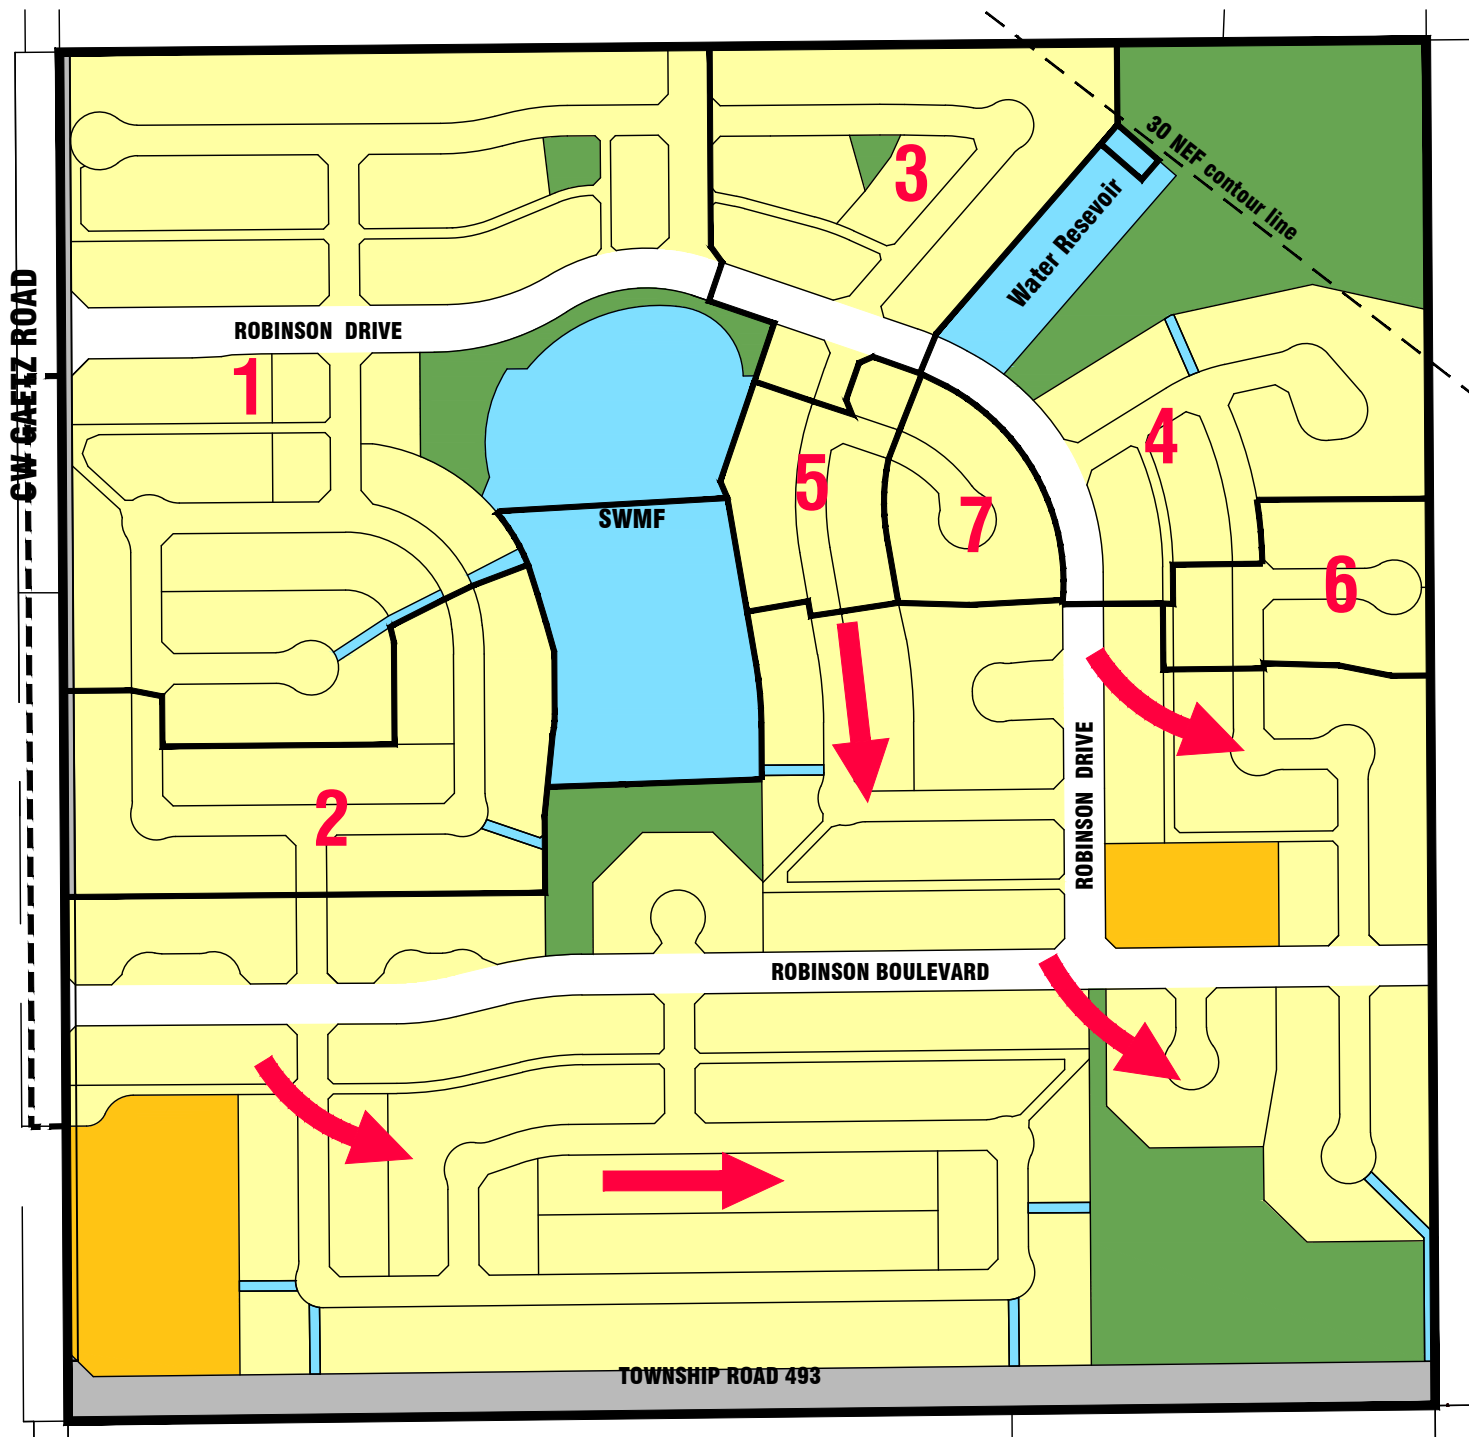 30 NEF contour line
3
Water Resevoir
CW GAETZ ROAD
ROBINSON DRIVE
1
4
5
7
SWMF
6
ROBINSON DRIVE
2
ROBINSON BOULEVARD
TOWNSHIP ROAD 493